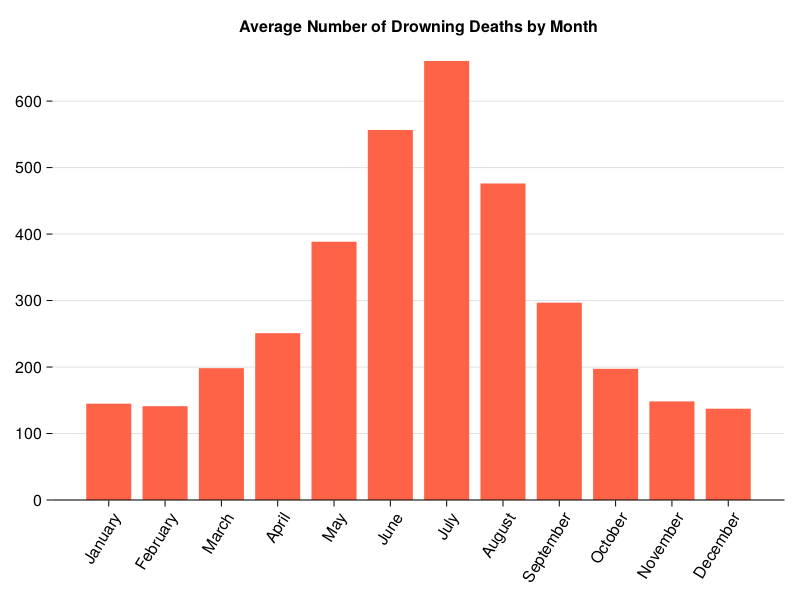 Average Number of Drowning Deaths by Month
600
500
400
300
200
100
0
January
February
March
April
May
June
July
August
September
October
November
December